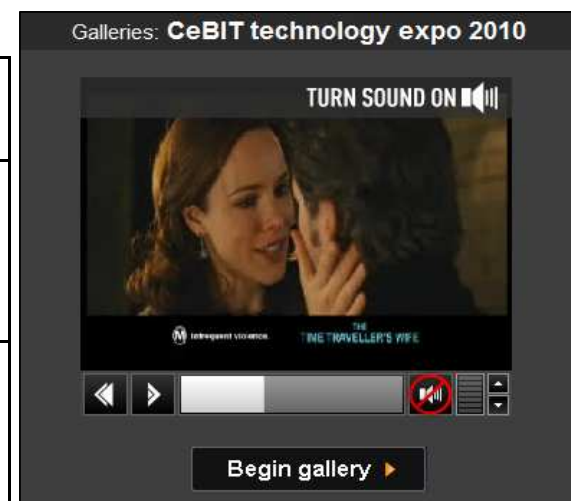 Galleries: CeBIT technology expo 2010
TURN SOUND ON
M Infrequent violence.
THE
TIME TRAVELLER'S WIFE
Begin gallery